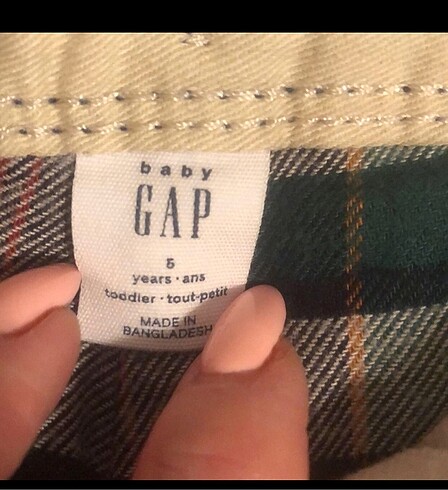 baby
GAP
5
years · ans
toddler · tout-petit
MADE IN
BANGLADESH